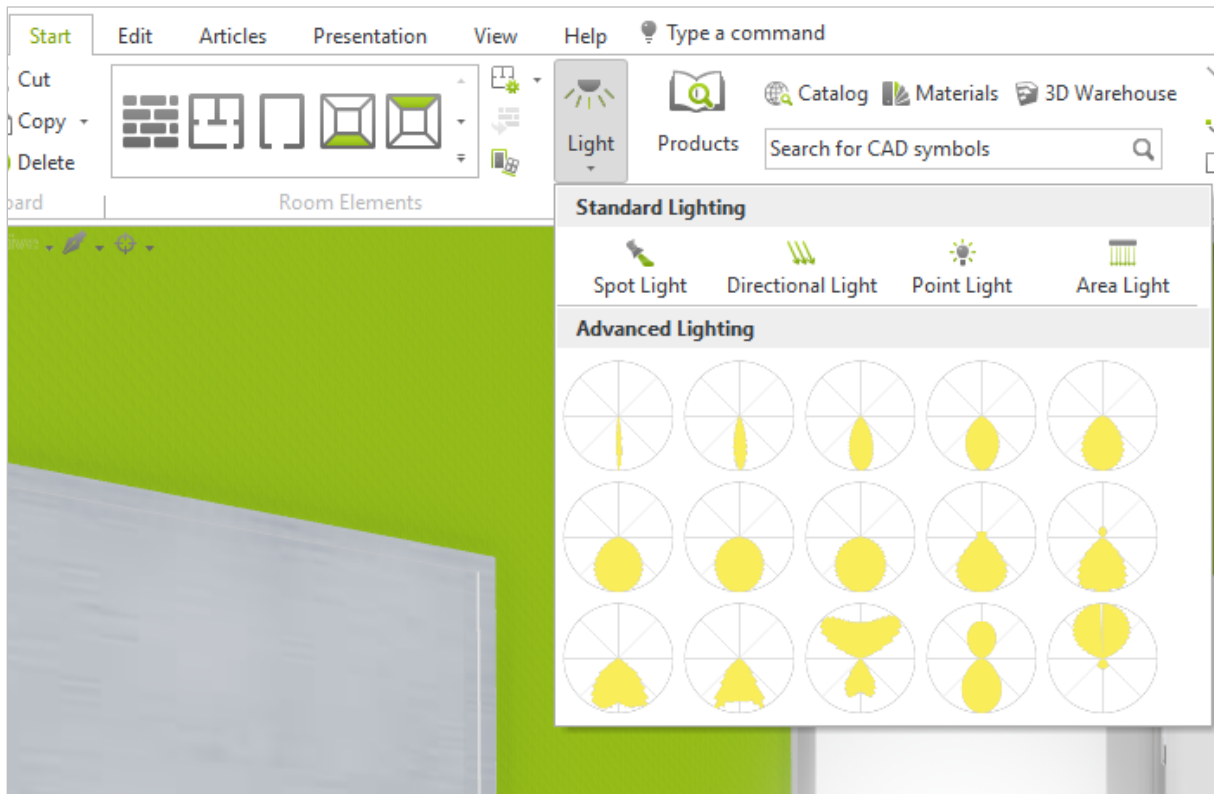 Start Edit Articles Presentation View Help Type a command
Cut
Copy
Delete
Light
Products
Catalog Materials 3D Warehouse
Search for CAD symbols
Room Elements
Standard Lighting
Spot Light Directional Light Point Light Area Light
Advanced Lighting